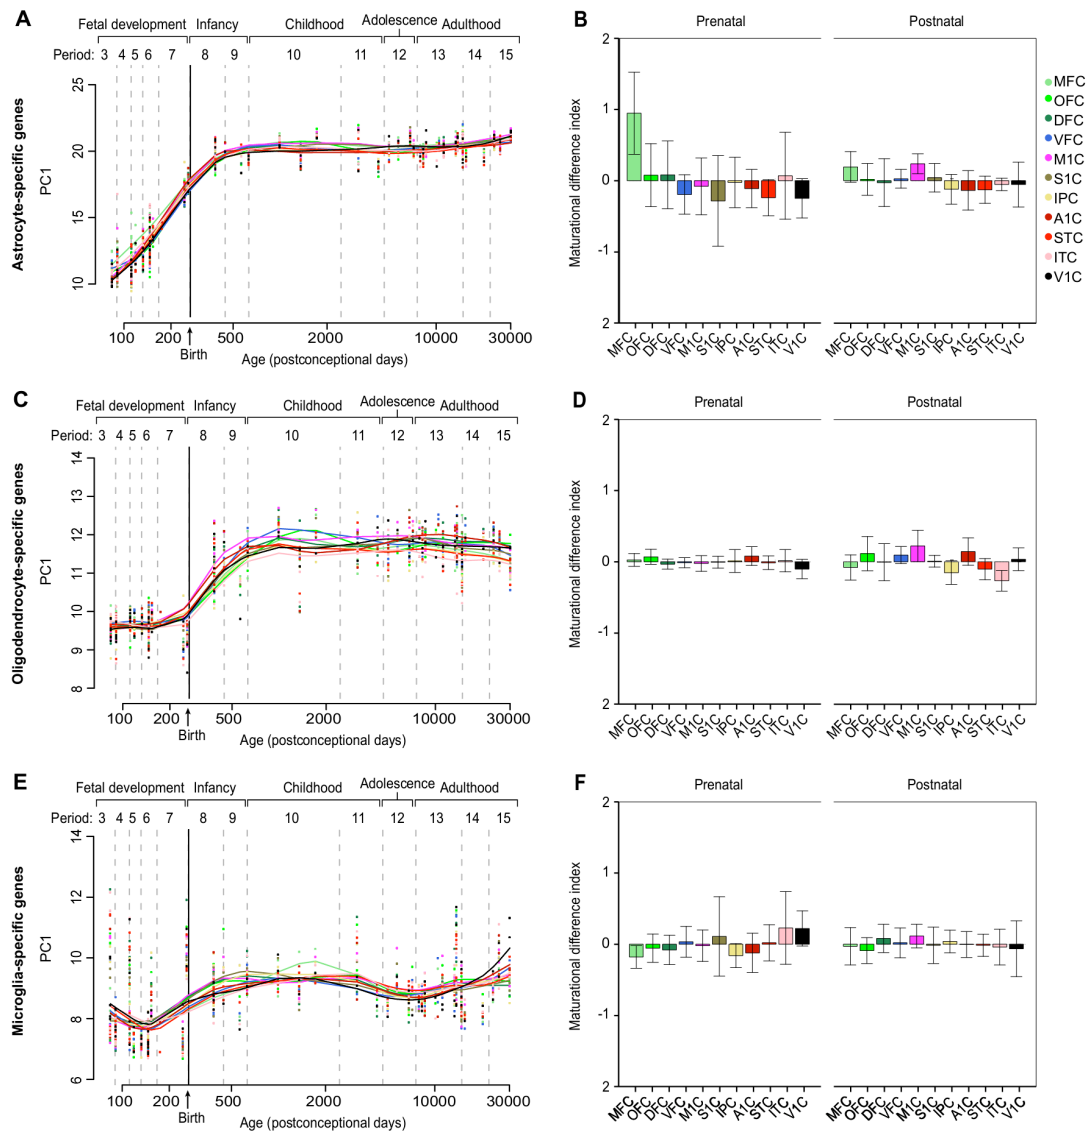 A
Fetal development Infancy Childhood Adolescence Adulthood
Period: 3 4 5 6 7 8 9 10 11 12 13 14 15
Astrocyte-specific genes
PC1
25
20
15
10
100 200 500 2000 10000 30000
Birth
Age (postconceptional days)
B
Prenatal Postnatal
Maturational difference index
2
1
0
-1
2
MFC OFC DFC VFC M1C S1C IPC A1C STC ITC V1C
MFC OFC DFC VFC M1C S1C IPC A1C STC ITC V1C
MFC
OFC
DFC
VFC
M1C
S1C
IPC
A1C
STC
ITC
V1C
C
Fetal development Infancy Childhood Adolescence Adulthood
Period: 3 4 5 6 7 8 9 10 11 12 13 14 15
Oligodendrocyte-specific genes
PC1
14
13
12
11
10
9
8
100 200 500 2000 10000 30000
Birth
Age (postconceptional days)
D
Prenatal Postnatal
Maturational difference index
2
1
0
-1
2
MFC OFC DFC VFC M1C S1C IPC A1C STC ITC V1C
MFC OFC DFC VFC M1C S1C IPC A1C STC ITC V1C
E
Fetal development Infancy Childhood Adolescence Adulthood
Period: 3 4 5 6 7 8 9 10 11 12 13 14 15
Microglia-specific genes
PC1
14
12
10
8
6
100 200 500 2000 10000 30000
Birth
Age (postconceptional days)
F
Prenatal Postnatal
Maturational difference index
2
1
0
-1
2
MFC OFC DFC VFC M1C S1C IPC A1C STC ITC V1C
MFC OFC DFC VFC M1C S1C IPC A1C STC ITC V1C